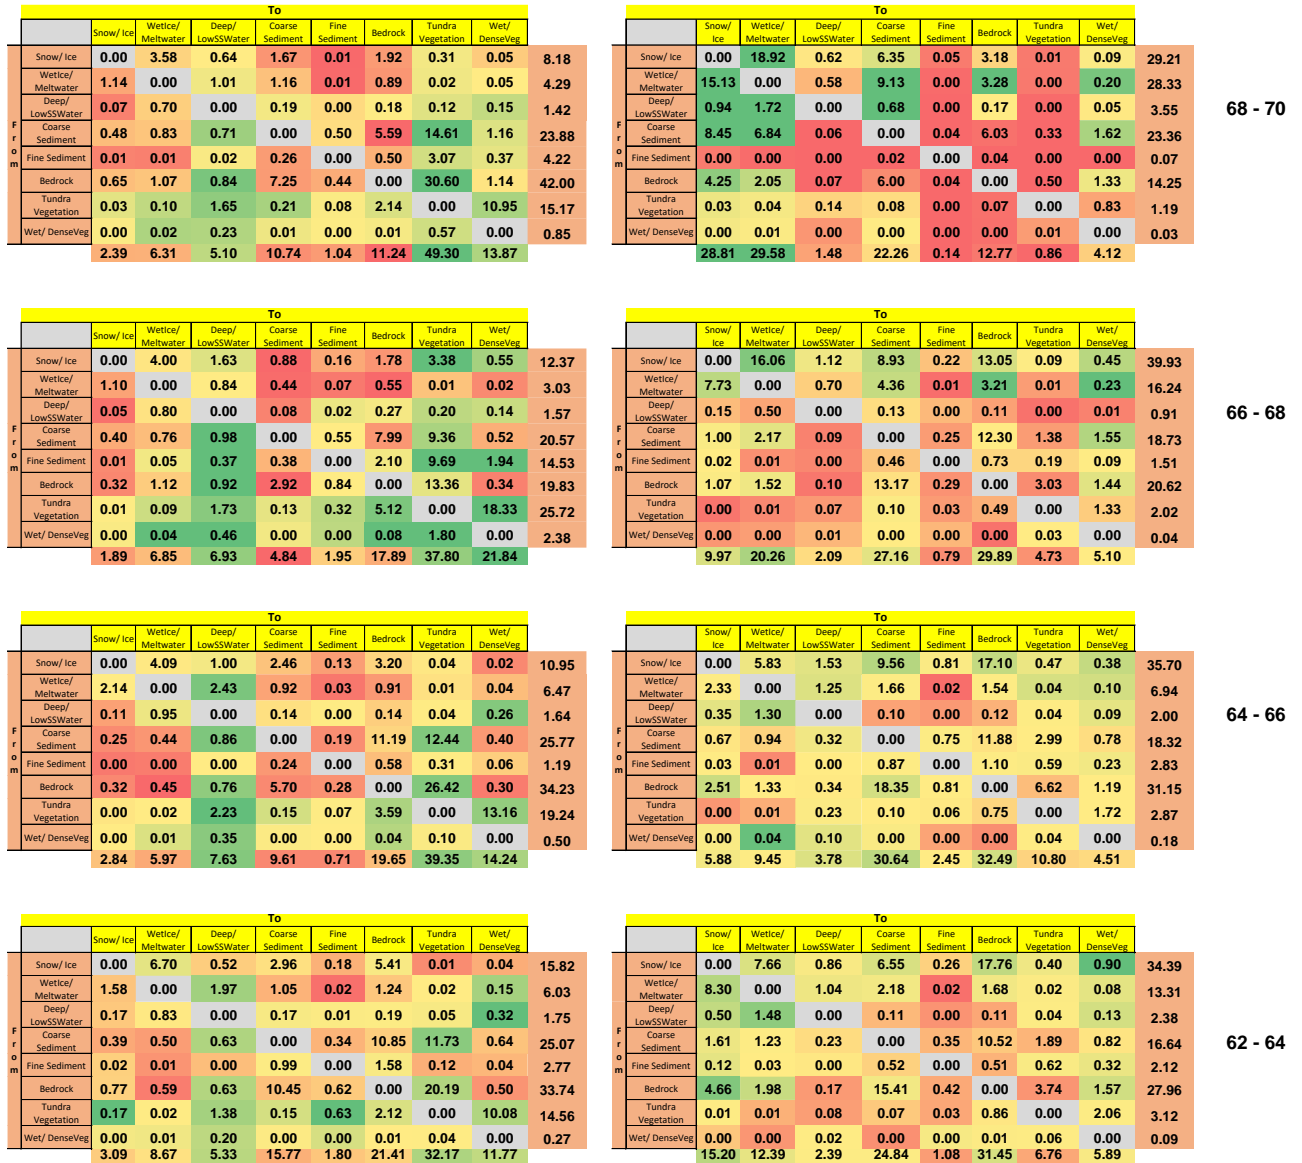 To
Snow/ Ice WetIce/ Meltwater Deep/ LowSSWater Coarse Sediment Fine Sediment Bedrock Tundra Vegetation Wet/ DenseVeg
From
Snow/ Ice 0.00 3.58 0.64 1.67 0.01 1.92 0.31 0.05 8.18
WetIce/ Meltwater 1.14 0.00 1.01 1.16 0.01 0.89 0.02 0.05 4.29
Deep/ LowSSWater 0.07 0.70 0.00 0.19 0.00 0.18 0.12 0.15 1.42
Coarse Sediment 0.48 0.83 0.71 0.00 0.50 5.59 14.61 1.16 23.88
Fine Sediment 0.01 0.01 0.02 0.26 0.00 0.50 3.07 0.37 4.22
Bedrock 0.65 1.07 0.84 7.25 0.44 0.00 30.60 1.14 42.00
Tundra Vegetation 0.03 0.10 1.65 0.21 0.08 2.14 0.00 10.95 15.17
Wet/ DenseVeg 0.00 0.02 0.23 0.01 0.00 0.01 0.57 0.00 0.85
2.39 6.31 5.10 10.74 1.04 11.24 49.30 13.87
To
Snow/ Ice WetIce/ Meltwater Deep/ LowSSWater Coarse Sediment Fine Sediment Bedrock Tundra Vegetation Wet/ DenseVeg
From
Snow/ Ice 0.00 18.92 0.62 6.35 0.05 3.18 0.01 0.09 29.21
WetIce/ Meltwater 15.13 0.00 0.58 9.13 0.00 3.28 0.00 0.20 28.33
Deep/ LowSSWater 0.94 1.72 0.00 0.68 0.00 0.17 0.00 0.05 3.55
Coarse Sediment 8.45 6.84 0.06 0.00 0.04 6.03 0.33 1.62 23.36
Fine Sediment 0.00 0.00 0.00 0.02 0.00 0.04 0.00 0.00 0.07
Bedrock 4.25 2.05 0.07 6.00 0.04 0.00 0.50 1.33 14.25
Tundra Vegetation 0.03 0.04 0.14 0.08 0.00 0.07 0.00 0.83 1.19
Wet/ DenseVeg 0.00 0.01 0.00 0.00 0.00 0.00 0.01 0.00 0.03
28.81 29.58 1.48 22.26 0.14 12.77 0.86 4.12
68 - 70
To
Snow/ Ice WetIce/ Meltwater Deep/ LowSSWater Coarse Sediment Fine Sediment Bedrock Tundra Vegetation Wet/ DenseVeg
From
Snow/ Ice 0.00 4.00 1.63 0.88 0.16 1.78 3.38 0.55 12.37
WetIce/ Meltwater 1.10 0.00 0.84 0.44 0.07 0.55 0.01 0.02 3.03
Deep/ LowSSWater 0.05 0.80 0.00 0.08 0.02 0.27 0.20 0.14 1.57
Coarse Sediment 0.40 0.76 0.98 0.00 0.55 7.99 9.36 0.52 20.57
Fine Sediment 0.01 0.05 0.37 0.38 0.00 2.10 9.69 1.94 14.53
Bedrock 0.32 1.12 0.92 2.92 0.84 0.00 13.36 0.34 19.83
Tundra Vegetation 0.01 0.09 1.73 0.13 0.32 5.12 0.00 18.33 25.72
Wet/ DenseVeg 0.00 0.04 0.46 0.00 0.00 0.08 1.80 0.00 2.38
1.89 6.85 6.93 4.84 1.95 17.89 37.80 21.84
To
Snow/ Ice WetIce/ Meltwater Deep/ LowSSWater Coarse Sediment Fine Sediment Bedrock Tundra Vegetation Wet/ DenseVeg
From
Snow/ Ice 0.00 16.06 1.12 8.93 0.22 13.05 0.09 0.45 39.93
WetIce/ Meltwater 7.73 0.00 0.70 4.36 0.01 3.21 0.01 0.23 16.24
Deep/ LowSSWater 0.15 0.50 0.00 0.13 0.00 0.11 0.00 0.01 0.91
Coarse Sediment 1.00 2.17 0.09 0.00 0.25 12.30 1.38 1.55 18.73
Fine Sediment 0.02 0.01 0.00 0.46 0.00 0.73 0.19 0.09 1.51
Bedrock 1.07 1.52 0.10 13.17 0.29 0.00 3.03 1.44 20.62
Tundra Vegetation 0.00 0.01 0.07 0.10 0.03 0.49 0.00 1.33 2.02
Wet/ DenseVeg 0.00 0.00 0.01 0.00 0.00 0.00 0.03 0.00 0.04
9.97 20.26 2.09 27.16 0.79 29.89 4.73 5.10
66 - 68
To
Snow/ Ice WetIce/ Meltwater Deep/ LowSSWater Coarse Sediment Fine Sediment Bedrock Tundra Vegetation Wet/ DenseVeg
From
Snow/ Ice 0.00 4.09 1.00 2.46 0.13 3.20 0.04 0.02 10.95
WetIce/ Meltwater 2.14 0.00 2.43 0.92 0.03 0.91 0.01 0.04 6.47
Deep/ LowSSWater 0.11 0.95 0.00 0.14 0.00 0.14 0.04 0.26 1.64
Coarse Sediment 0.25 0.44 0.86 0.00 0.19 11.19 12.44 0.40 25.77
Fine Sediment 0.00 0.00 0.00 0.24 0.00 0.58 0.31 0.06 1.19
Bedrock 0.32 0.45 0.76 5.70 0.28 0.00 26.42 0.30 34.23
Tundra Vegetation 0.00 0.02 2.23 0.15 0.07 3.59 0.00 13.16 19.24
Wet/ DenseVeg 0.00 0.01 0.35 0.00 0.00 0.04 0.10 0.00 0.50
2.84 5.97 7.63 9.61 0.71 19.65 39.35 14.24
To
Snow/ Ice WetIce/ Meltwater Deep/ LowSSWater Coarse Sediment Fine Sediment Bedrock Tundra Vegetation Wet/ DenseVeg
From
Snow/ Ice 0.00 5.83 1.53 9.56 0.81 17.10 0.47 0.38 35.70
WetIce/ Meltwater 2.33 0.00 1.25 1.66 0.02 1.54 0.04 0.10 6.94
Deep/ LowSSWater 0.35 1.30 0.00 0.10 0.00 0.12 0.04 0.09 2.00
Coarse Sediment 0.67 0.94 0.32 0.00 0.75 11.88 2.99 0.78 18.32
Fine Sediment 0.03 0.01 0.00 0.87 0.00 1.10 0.59 0.23 2.83
Bedrock 2.51 1.33 0.34 18.35 0.81 0.00 6.62 1.19 31.15
Tundra Vegetation 0.00 0.01 0.23 0.10 0.06 0.75 0.00 1.72 2.87
Wet/ DenseVeg 0.00 0.04 0.10 0.00 0.00 0.00 0.04 0.00 0.18
5.88 9.45 3.78 30.64 2.45 32.49 10.80 4.51
64 - 66
To
Snow/ Ice WetIce/ Meltwater Deep/ LowSSWater Coarse Sediment Fine Sediment Bedrock Tundra Vegetation Wet/ DenseVeg
From
Snow/ Ice 0.00 6.70 0.52 2.96 0.18 5.41 0.01 0.04 15.82
WetIce/ Meltwater 1.58 0.00 1.97 1.05 0.02 1.24 0.02 0.15 6.03
Deep/ LowSSWater 0.17 0.83 0.00 0.17 0.01 0.19 0.05 0.32 1.75
Coarse Sediment 0.39 0.50 0.63 0.00 0.34 10.85 11.73 0.64 25.07
Fine Sediment 0.02 0.01 0.00 0.99 0.00 1.58 0.12 0.04 2.77
Bedrock 0.77 0.59 0.63 10.45 0.62 0.00 20.19 0.50 33.74
Tundra Vegetation 0.17 0.02 1.38 0.15 0.63 2.12 0.00 10.08 14.56
Wet/ DenseVeg 0.00 0.01 0.20 0.00 0.00 0.01 0.04 0.00 0.27
3.09 8.67 5.33 15.77 1.80 21.41 32.17 11.77
To
Snow/ Ice WetIce/ Meltwater Deep/ LowSSWater Coarse Sediment Fine Sediment Bedrock Tundra Vegetation Wet/ DenseVeg
From
Snow/ Ice 0.00 7.66 0.86 6.55 0.26 17.76 0.40 0.90 34.39
WetIce/ Meltwater 8.30 0.00 1.04 2.18 0.02 1.68 0.02 0.08 13.31
Deep/ LowSSWater 0.50 1.48 0.00 0.11 0.00 0.11 0.04 0.13 2.38
Coarse Sediment 1.61 1.23 0.23 0.00 0.35 10.52 1.89 0.82 16.64
Fine Sediment 0.12 0.03 0.00 0.52 0.00 0.51 0.62 0.32 2.12
Bedrock 4.66 1.98 0.17 15.41 0.42 0.00 3.74 1.57 27.96
Tundra Vegetation 0.01 0.01 0.08 0.07 0.03 0.86 0.00 2.06 3.12
Wet/ DenseVeg 0.00 0.00 0.02 0.00 0.00 0.01 0.06 0.00 0.09
15.20 12.39 2.39 24.84 1.08 31.45 6.76 5.89
62 - 64